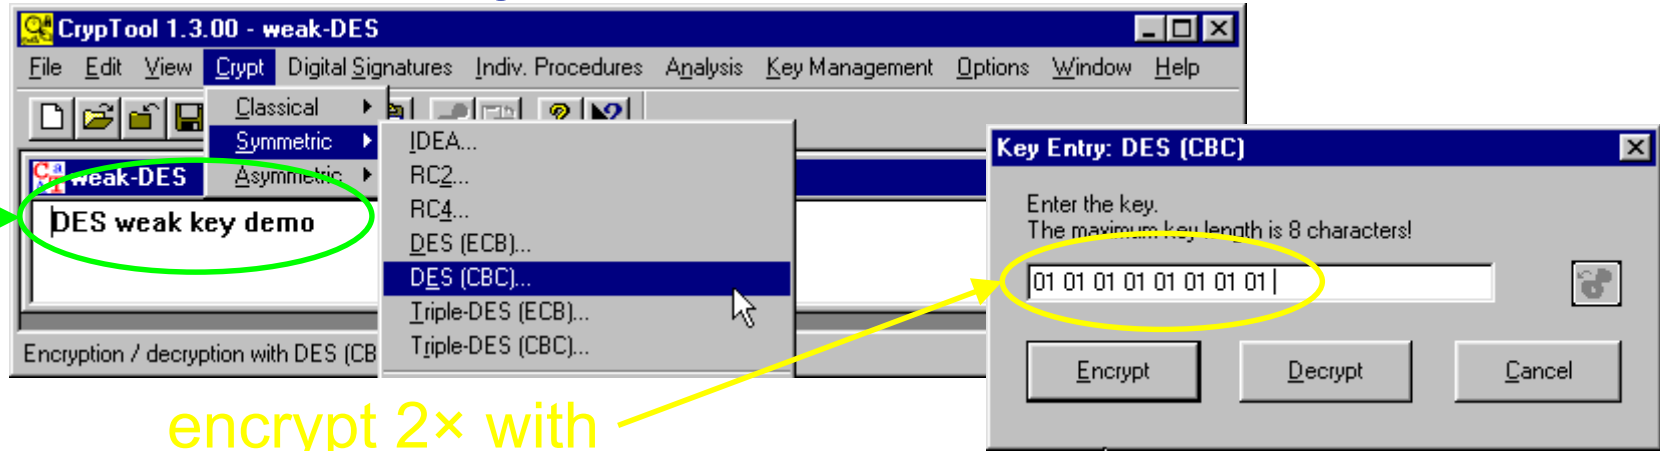 CrypTool 1.3.00 - weak-DES
File Edit View Crypt Digital Signatures Indiv. Procedures Analysis Key Management Options Window Help
Classical
Symmetric
Asymmetric
IDEA...
RC2...
RC4...
DES (ECB)...
DES (CBC)...
Triple-DES (ECB)...
Triple-DES (CBC)...
weak-DES
DES weak key demo
Encryption / decryption with DES (CB
Key Entry: DES (CBC)
Enter the key.
The maximum key length is 8 characters!
01 01 01 01 01 01 01 01
Encrypt Decrypt Cancel
encrypt 2× with